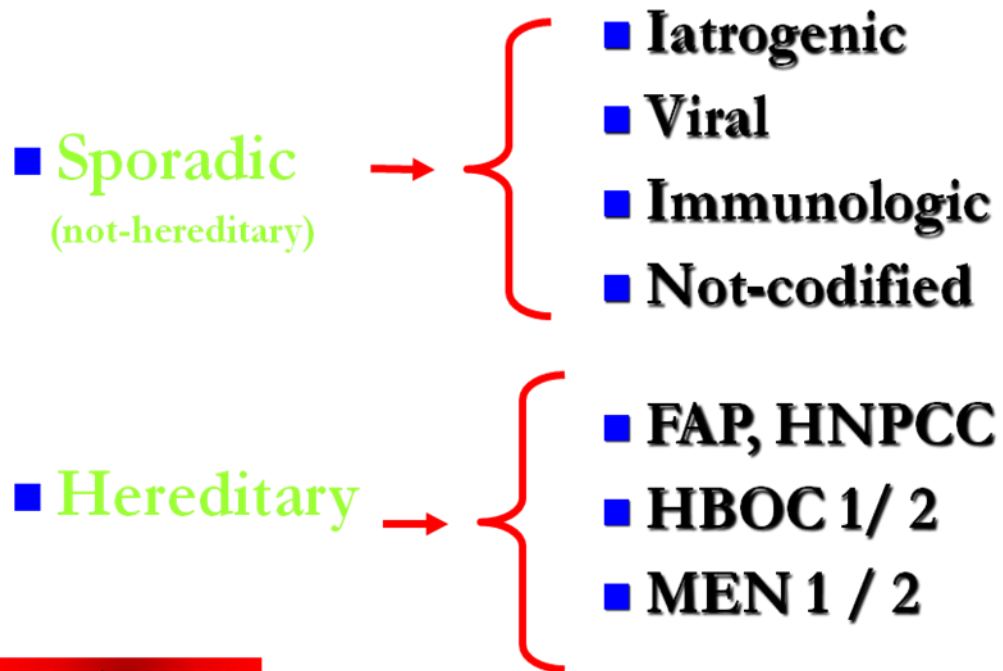 Sporadic
(not-hereditary)
Iatrogenic
Viral
Immunologic
Not-codified
Hereditary
FAP, HNPCC
HBOC 1/ 2
MEN 1 / 2